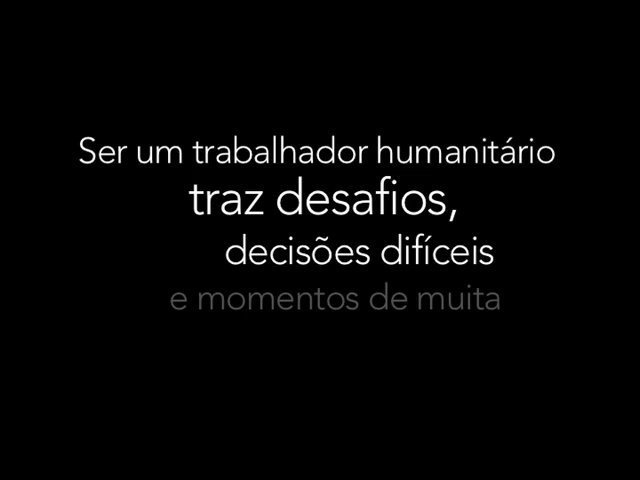 Ser um trabalhador humanitário
traz desafios,
decisões difíceis
e momentos de muita